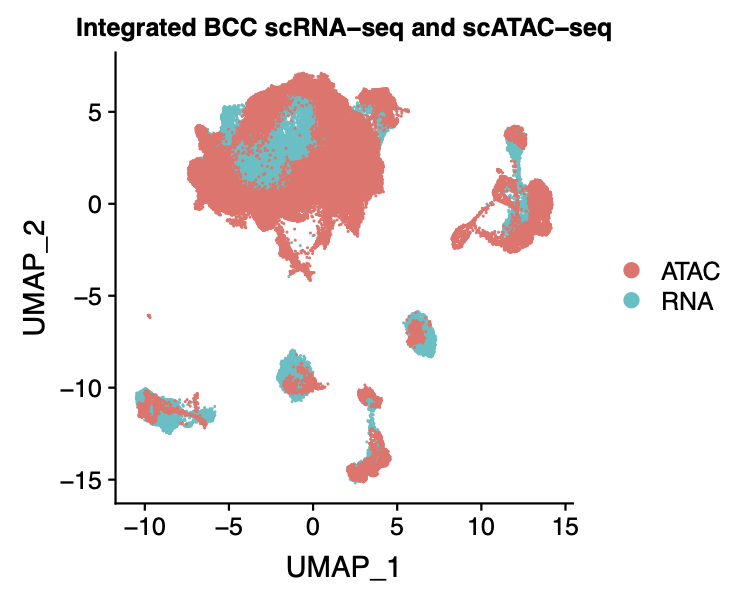 Integrated BCC scRNA−seq and scATAC−seq
5
0
−5
−10
−15
UMAP_2
−10 −5 0 5 10 15
UMAP_1
ATAC
RNA